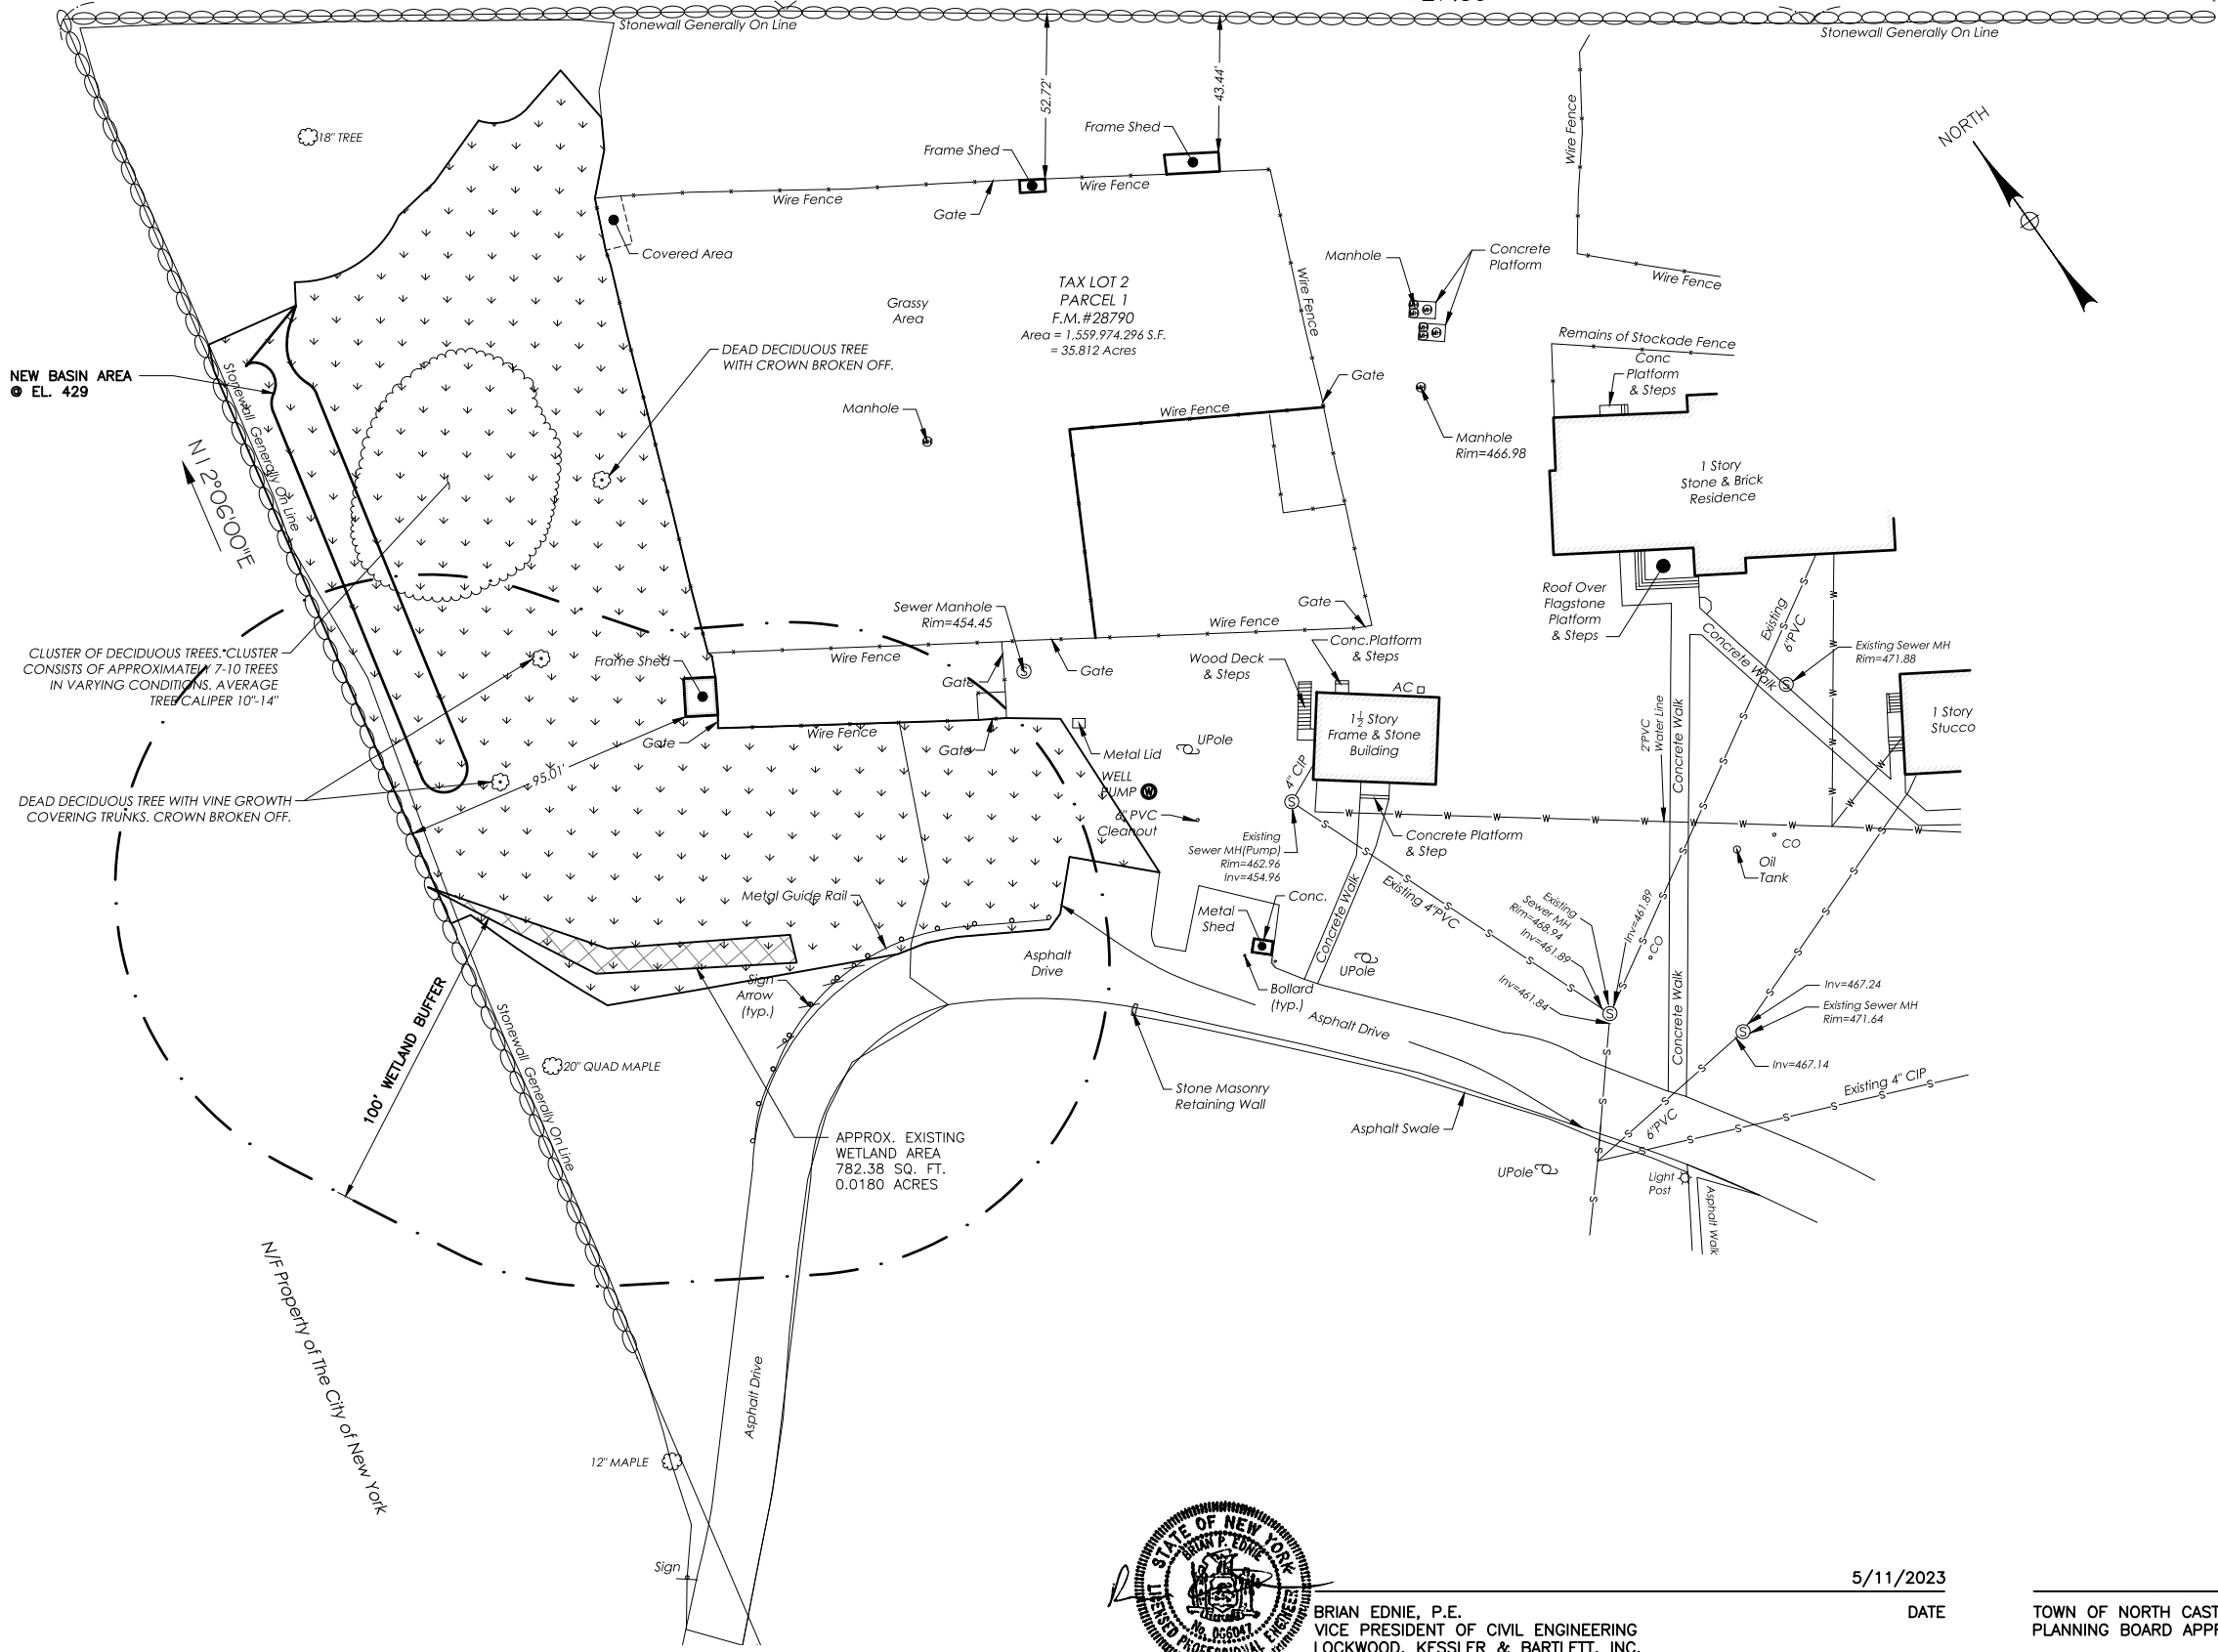 Stonewall Generally On Line
Stonewall Generally On Line
52.72'
43.44'
Wire Fence
NORTH
18" TREE
Frame Shed
Frame Shed
Wire Fence
Wire Fence
Gate
Covered Area
Manhole
Concrete
Platform
Wire Fence
Wire Fence
Grassy
Area
TAX LOT 2
PARCEL 1
F.M.#28790
Area = 1,559,974.296 S.F.
= 35.812 Acres
Remains of Stockade Fence
Conc
Platform
& Steps
DEAD DECIDUOUS TREE
WITH CROWN BROKEN OFF.
NEW BASIN AREA
@ EL. 429
Stonewall Generally On Line
N12°06'00"E
Gate
Manhole
Wire Fence
Manhole
Rim=466.98
1 Story
Stone & Brick
Residence
Roof Over
Flagstone
Platform
& Steps
Existing
6"PVC
Concrete Walk
Existing Sewer MH
Rim=471.88
Sewer Manhole
Rim=454.45
Gate
Wire Fence
Wire Fence
Gate
Gate
Conc.Platform
& Steps
Wood Deck
& Steps
AC
CLUSTER OF DECIDUOUS TREES. CLUSTER
CONSISTS OF APPROXIMATELY 7-10 TREES
IN VARYING CONDITIONS. AVERAGE
TREE CALIPER 10"-14"
Frame Shed
1½ Story
Frame & Stone
Building
2"PVC
Water Line
Concrete Walk
1 Story
Stucco
Gate
Wire Fence
Gate
Metal Lid
UPole
WELL
PUMP W
4" CIP
95.01'
DEAD DECIDUOUS TREE WITH VINE GROWTH
COVERING TRUNKS. CROWN BROKEN OFF.
PVC
Cleanout
Existing
Sewer MH(Pump)
Rim=462.96
Inv=454.96
Concrete Platform
& Step
CO
Oil
Tank
Metal Guide Rail
Metal
Shed
Conc.
Concrete Walk
Existing 4"PVC
Existing
Sewer MH
Rim=468.94
Inv=461.89
Inv=461.89
CO
Asphalt
Drive
UPole
Inv=461.84
Sign
Arrow
(typ.)
Bollard
(typ.)
Asphalt Drive
Concrete Walk
Inv=467.24
Existing Sewer MH
Rim=471.64
Inv=467.14
100' WETLAND BUFFER
Stonewall Generally On Line
20" QUAD MAPLE
Stone Masonry
Retaining Wall
Asphalt Swale
6"PVC
Existing 4" CIP
APPROX. EXISTING
WETLAND AREA
782.38 SQ. FT.
0.0180 ACRES
UPole
Light
Post
Asphalt Walk
N/F Property of The City of New York
Asphalt Drive
12" MAPLE
Sign
STATE OF NEW YORK
BRIAN P. EDNIE
LICENSED PROFESSIONAL ENGINEER
5/11/2023
BRIAN EDNIE, P.E.
VICE PRESIDENT OF CIVIL ENGINEERING
LOCKWOOD, KESSLER & BARTLETT, INC.
DATE
TOWN OF NORTH CAST
PLANNING BOARD APP